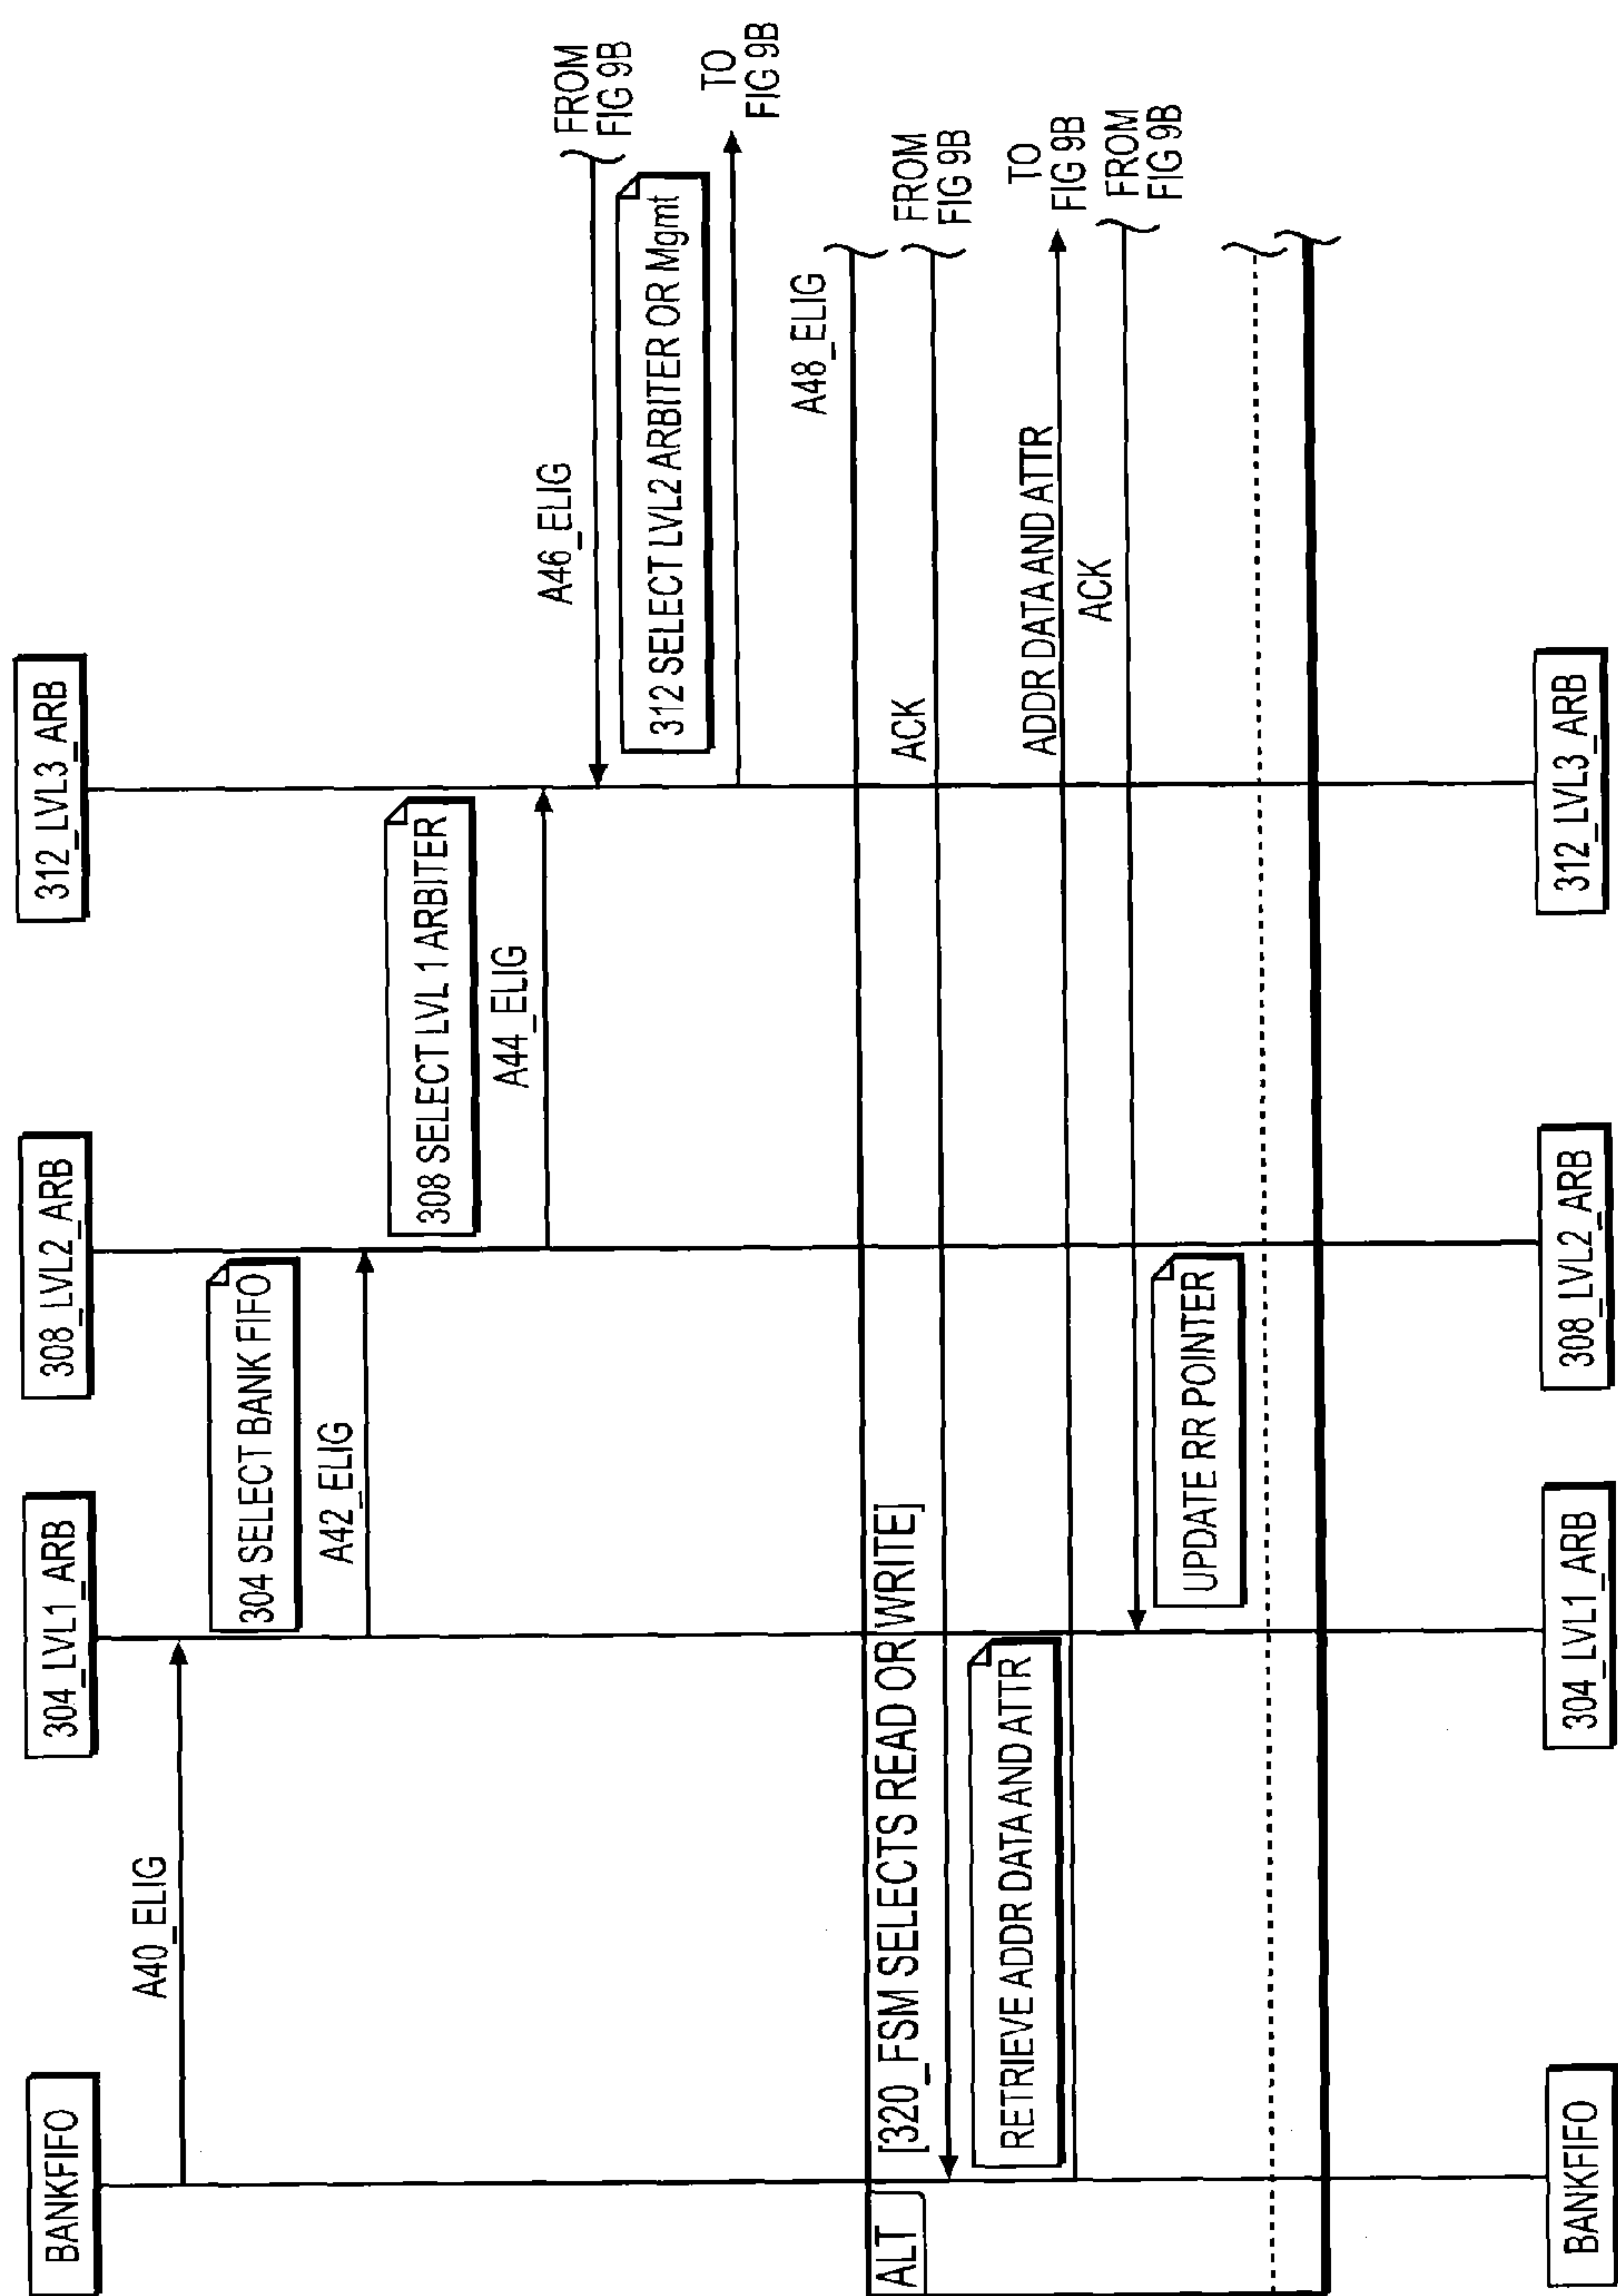 BANKFIFO
304_LVL1_ARB
308_LVL2_ARB
312_LVL3_ARB
A40_ELIG
304 SELECT BANK FIFO
A42_ELIG
308 SELECT LVL 1 ARBITER
A44_ELIG
A46_ELIG
FROM
FIG 9B
312 SELECT LVL2 ARBITER OR Mgmt
TO
FIG 9B
A48_ELIG
ALT
[320_FSM SELECTS READ OR WRITE]
ACK
FROM
FIG 9B
RETRIEVE ADDR DATA AND ATTR
ADDR DATA AND ATTR
TO
FIG 9B
ACK
FROM
FIG 9B
UPDATE RR POINTER
BANKFIFO
304_LVL1_ARB
308_LVL2_ARB
312_LVL3_ARB